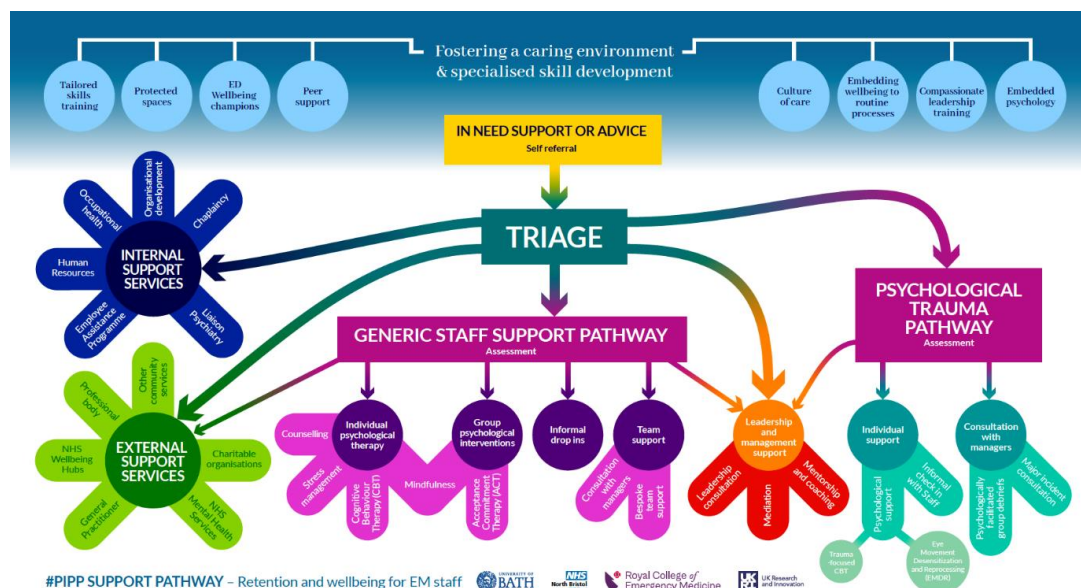 Fostering a caring environment
& specialised skill development
Tailored
skills
training
Protected
spaces
ED
Wellbeing
champions
Peer
support
Culture
of care
Embedding
wellbeing to
routine
processes
Compassionate
leadership
training
Embedded
psychology
IN NEED SUPPORT OR ADVICE
Self referral
TRIAGE
INTERNAL
SUPPORT
SERVICES
Human
Resources
Occupational
health
Organisational
development
Chaplaincy
Liaison
Psychiatry
Employee
Assistance
Programme
GENERIC STAFF SUPPORT PATHWAY
Assessment
PSYCHOLOGICAL
TRAUMA
PATHWAY
Assessment
EXTERNAL
SUPPORT
SERVICES
NHS
Wellbeing
Hubs
Professional
body
Other
community
services
Charitable
organisations
NHS
Mental Health
Services
General
Practitioner
Individual
psychological
therapy
Counselling
Stress
management
Cognitive
Behaviour
Therapy (CBT)
Mindfulness
Group
psychological
interventions
Acceptance
Commitment
Therapy (ACT)
Informal
drop ins
Team
support
Consultation
with
managers
Bespoke
team
support
Leadership
and
management
support
Leadership
consultation
Mediation
Mentorship
and coaching
Individual
support
Psychological
support
Informal
check in
with Staff
Trauma
focused
CBT
Eye
Movement
Desensitization
and Reprocessing
(EMDR)
Consultation
with
managers
Psychologically
facilitated
group debriefs
Major incident
consultation
#PIPP SUPPORT PATHWAY – Retention and wellbeing for EM staff
UNIVERSITY OF
BATH
NHS
North Bristol
Royal College of
Emergency Medicine
UK
RI
UK Research
and Innovation